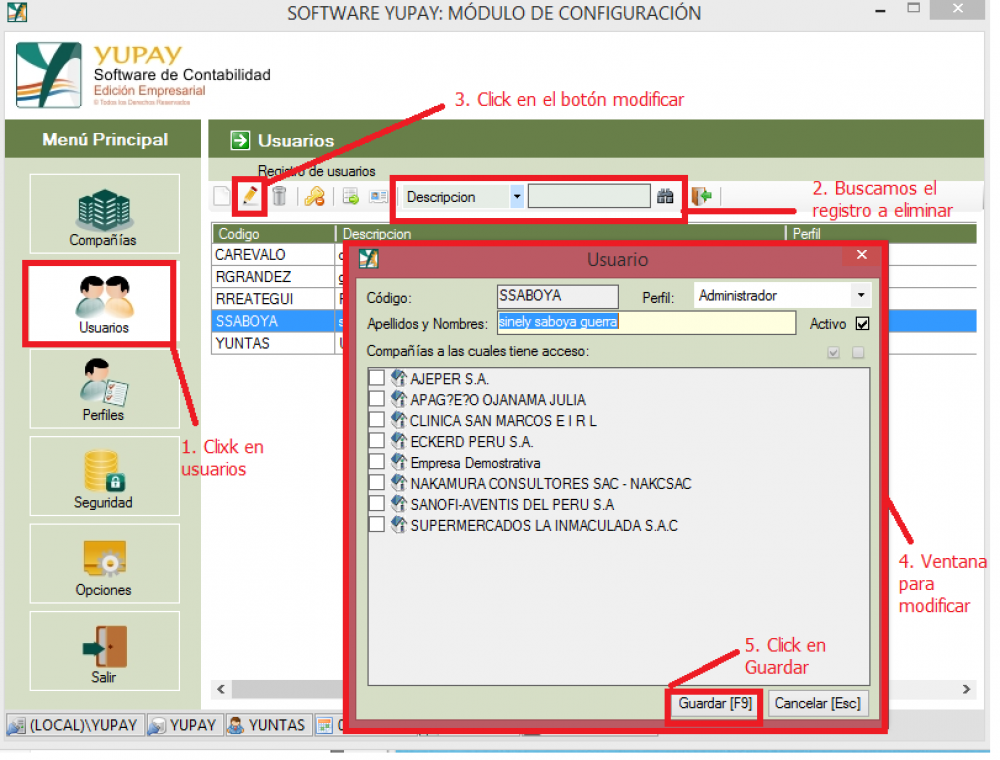 SOFTWARE YUPAY: MÓDULO DE CONFIGURACIÓN
YUPAY
Software de Contabilidad
Edición Empresarial
© Todos los Derechos Reservados
3. Click en el botón modificar
Menú Principal
Usuarios
Registro de usuarios
Descripcion
2. Buscamos el
registro a eliminar
Codigo
Descripcion
Perfil
CAREVALO
RGRANDEZ
RREATEGUI
SSABOYA
YUNTAS
Compañías
Usuarios
Perfiles
Seguridad
Opciones
Salir
1. Clixk en
usuarios
Usuario
Código:
SSABOYA
Perfil:
Administrador
Apellidos y Nombres:
sinely saboya guerra
Activo
Compañías a las cuales tiene acceso:
AJEPER S.A.
APAG?E?O OJANAMA JULIA
CLINICA SAN MARCOS E I R L
ECKERD PERU S.A.
Empresa Demostrativa
NAKAMURA CONSULTORES SAC - NAKCSAC
SANOFI-AVENTIS DEL PERU S.A
SUPERMERCADOS LA INMACULADA S.A.C
4. Ventana
para
modificar
5. Click en
Guardar
Guardar [F9]
Cancelar [Esc]
(LOCAL)\YUPAY
YUPAY
YUNTAS